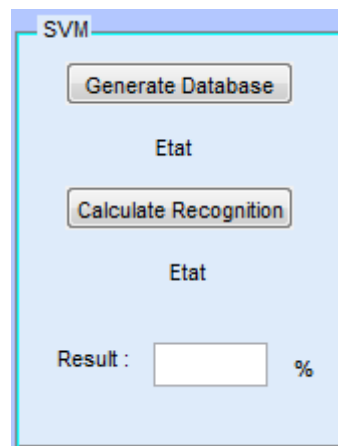 SVM
Generate Database
Etat
Calculate Recognition
Etat
Result : %